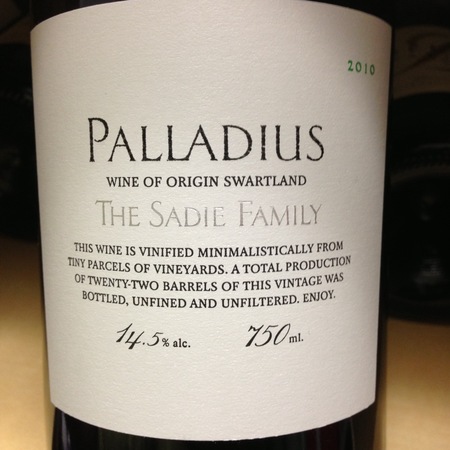 2010
PALLADIUS
WINE OF ORIGIN SWARTLAND
THE SADIE FAMILY
THIS WINE IS VINIFIED MINIMALISTICALLY FROM
TINY PARCELS OF VINEYARDS. A TOTAL PRODUCTION
OF TWENTY-TWO BARRELS OF THIS VINTAGE WAS
BOTTLED, UNFINED AND UNFILTERED. ENJOY.
14.5% alc. 750 ml.